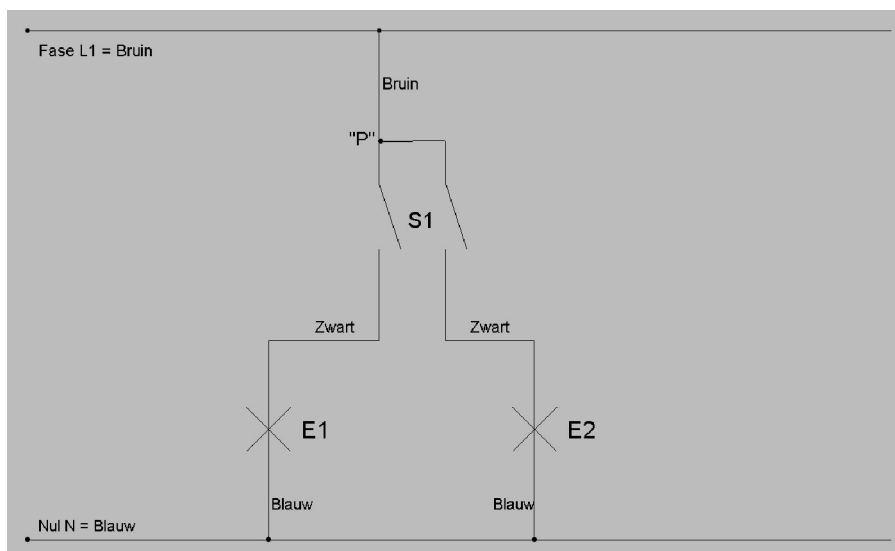 Fase L1 = Bruin
Bruin
"P"
S1
Zwart
Zwart
E1
E2
Blauw
Blauw
Nul N = Blauw